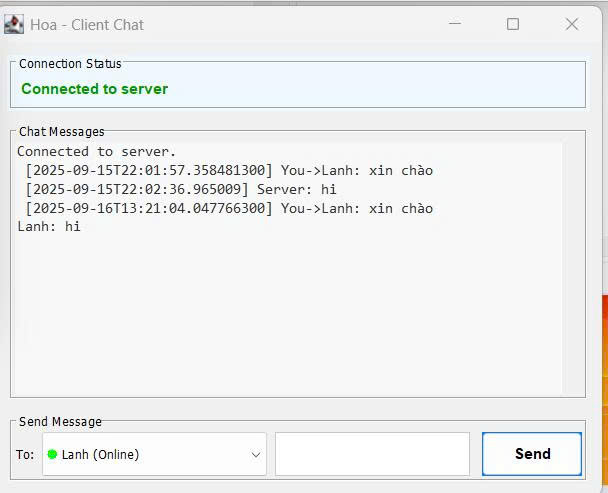 Hoa - Client Chat
Connection Status
Connected to server
Chat Messages
Connected to server.
[2025-09-15T22:01:57.358481300] You->Lanh: xin chào
[2025-09-15T22:02:36.965009] Server: hi
[2025-09-16T13:21:04.047766300] You->Lanh: xin chào
Lanh: hi
Send Message
To: Lanh (Online) Send